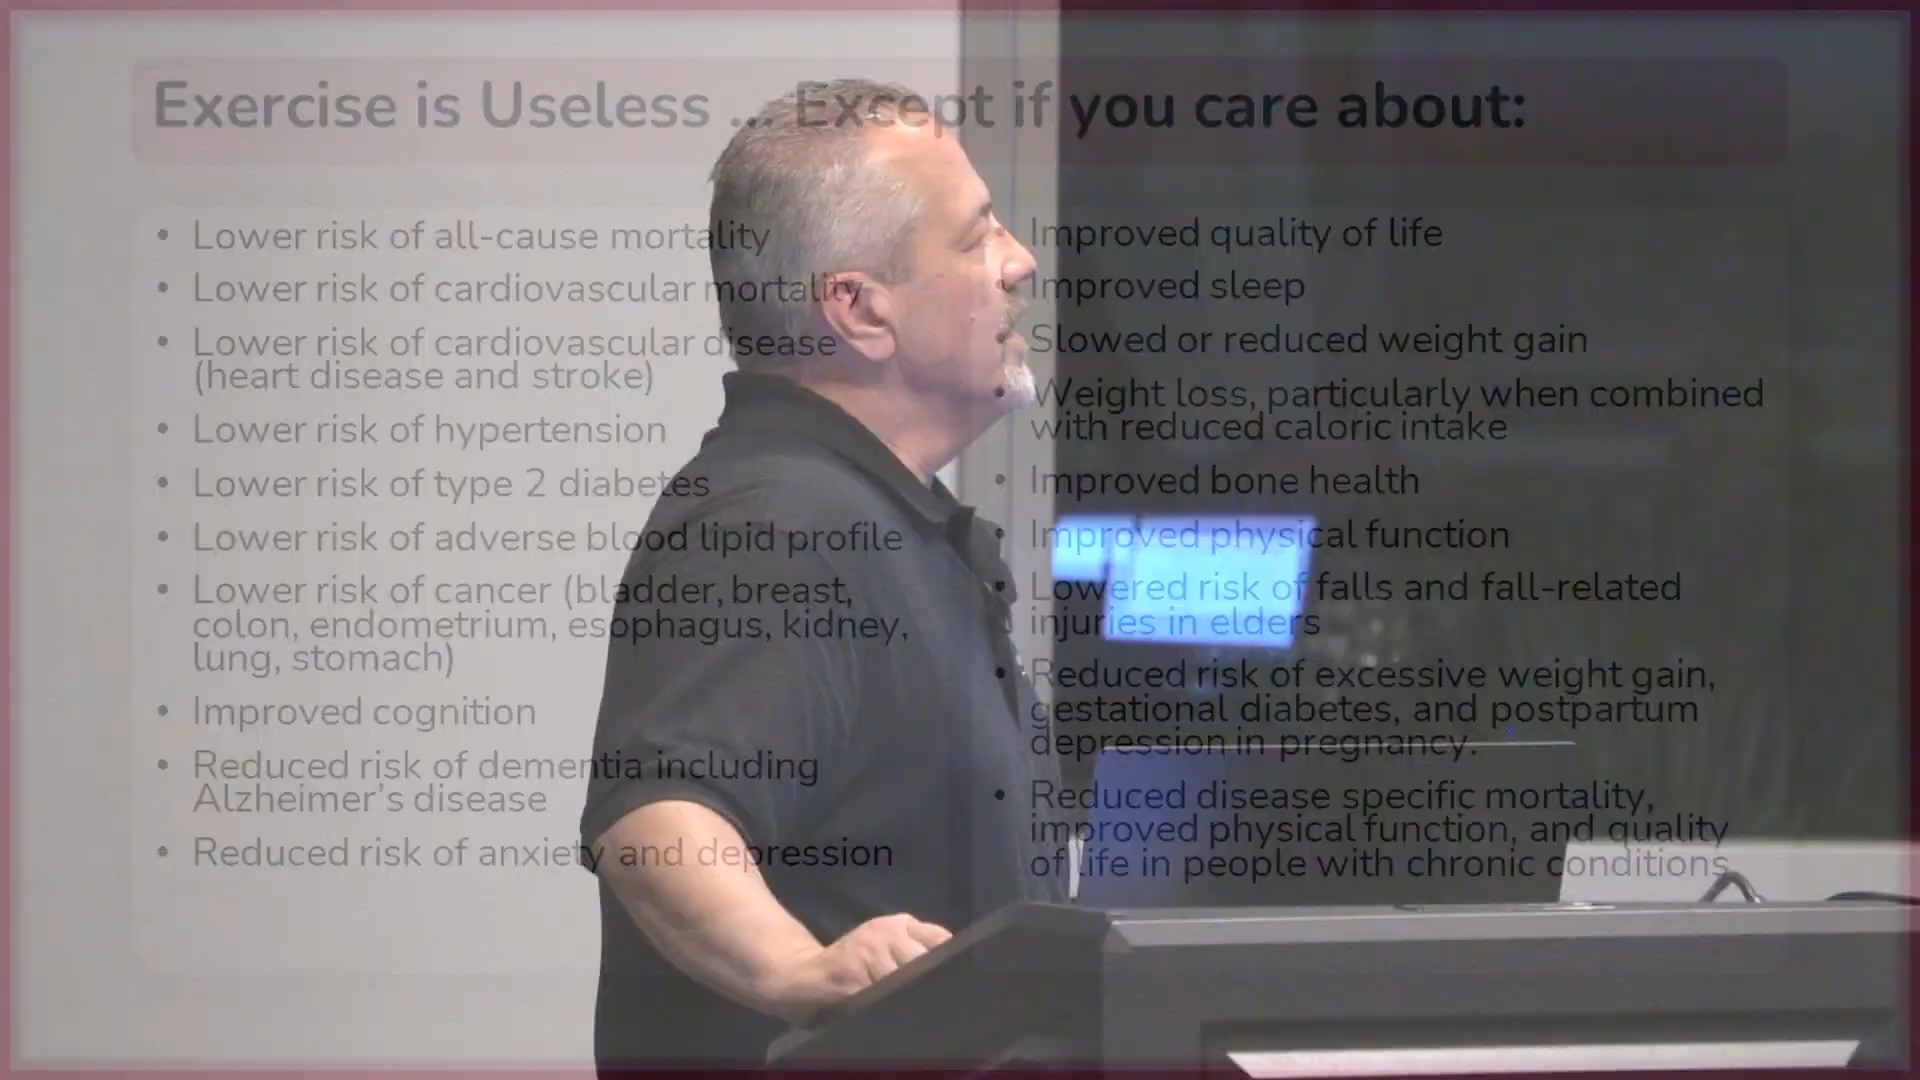 Exercise is Useless ... Except if you care about:
• Lower risk of all-cause mortality
• Lower risk of cardiovascular mortality
• Lower risk of cardiovascular disease
(heart disease and stroke)
• Lower risk of hypertension
• Lower risk of type 2 diabetes
• Lower risk of adverse blood lipid profile
• Lower risk of cancer (bladder, breast,
colon, endometrium, esophagus, kidney,
lung, stomach)
• Improved cognition
• Reduced risk of dementia including
Alzheimer's disease
• Reduced risk of anxiety and depression
• Improved quality of life
• Improved sleep
• Slowed or reduced weight gain
• Weight loss, particularly when combined
with reduced caloric intake
• Improved bone health
• Improved physical function
• Lowered risk of falls and fall-related
injuries in elders
• Reduced risk of excessive weight gain,
gestational diabetes, and postpartum
depression in pregnancy.
• Reduced disease specific mortality,
improved physical function, and quality
of life in people with chronic conditions